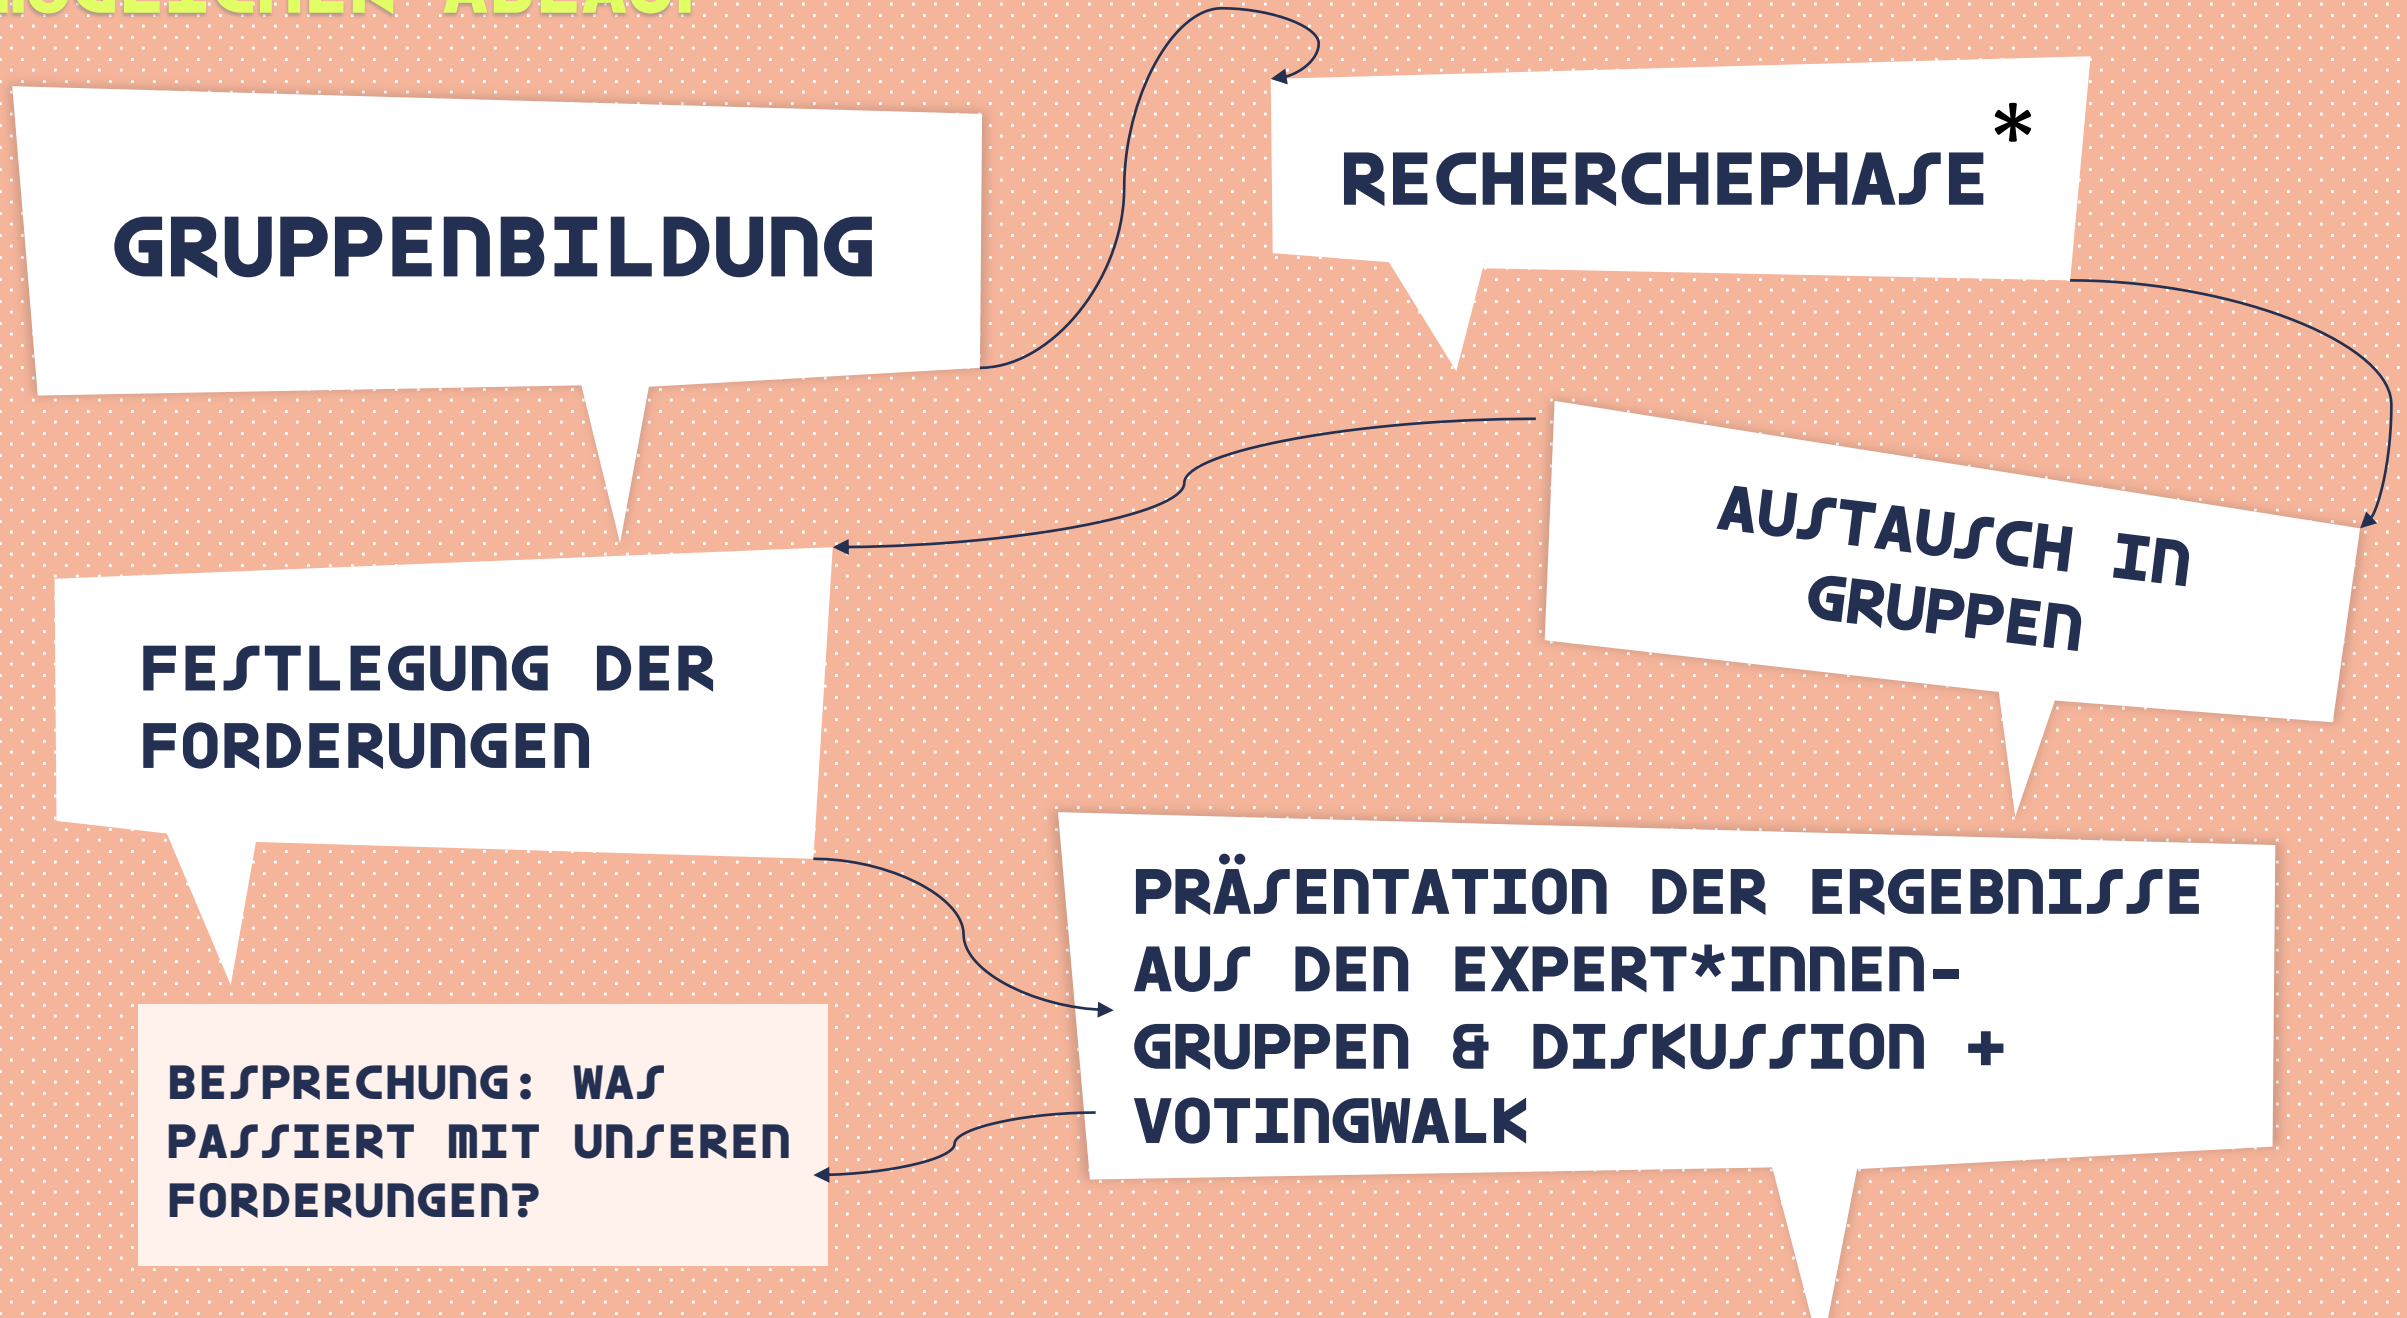 ABLAUF
GRUPPENBILDUNG
RECHERCHEPHASE*
AUSTAUSCH IN
GRUPPEN
FESTLEGUNG DER
FORDERUNGEN
PRÄSENTATION DER ERGEBNISSE
AUS DEN EXPERT*INNEN-
GRUPPEN & DISKUSSION +
VOTINGWALK
BESPRECHUNG: WAS
PASSIERT MIT UNSEREN
FORDERUNGEN?